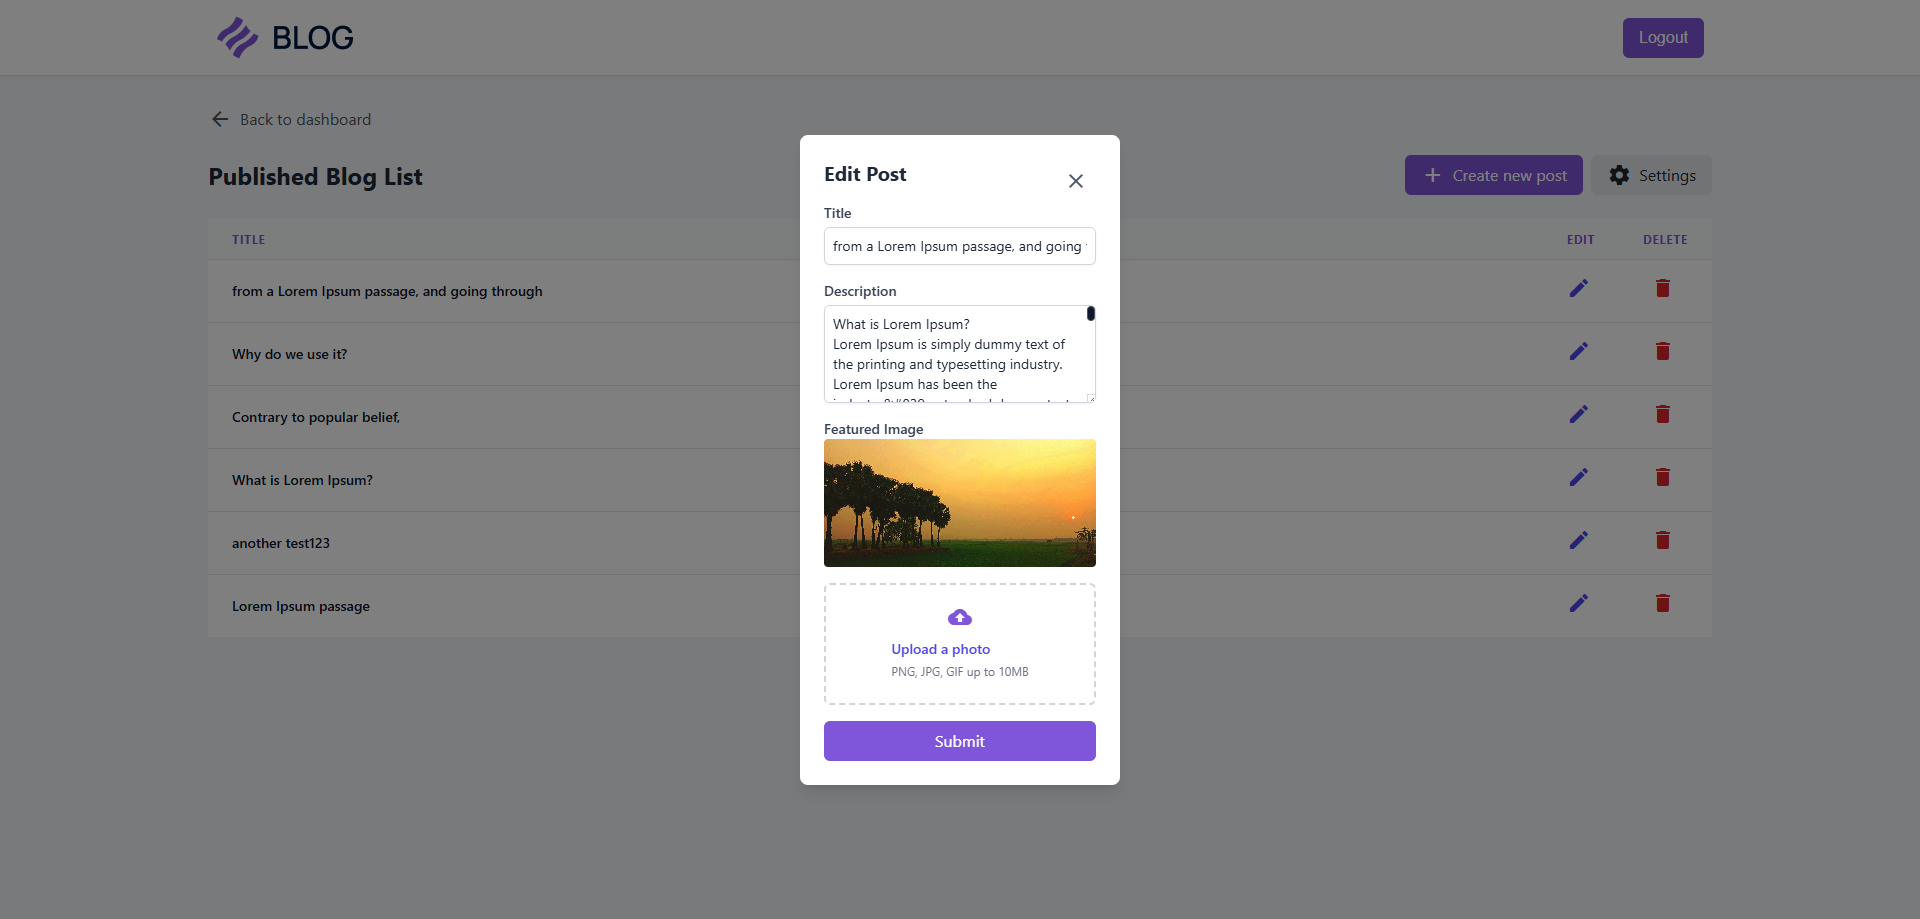 BLOG
Logout
Back to dashboard
Published Blog List
Create new post
Settings
TITLE
EDIT
DELETE
from a Lorem Ipsum passage, and going through
Why do we use it?
Contrary to popular belief,
What is Lorem Ipsum?
another test123
Lorem Ipsum passage
Edit Post
Title
from a Lorem Ipsum passage, and going
Description
What is Lorem Ipsum?
Lorem Ipsum is simply dummy text of
the printing and typesetting industry.
Lorem Ipsum has been the
Featured Image
Upload a photo
PNG, JPG, GIF up to 10MB
Submit